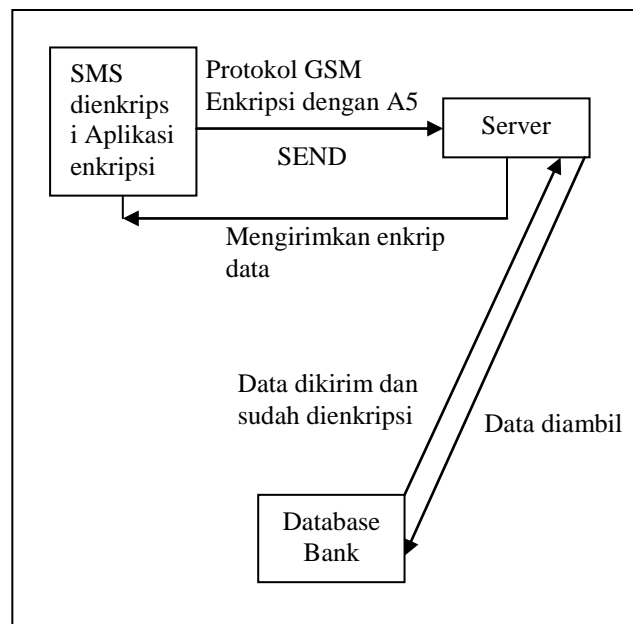 SMS
dienkrips
i Aplikasi
enkripsi
Protokol GSM
Enkripsi dengan A5
SEND
Server
Mengirimkan enkrip
data
Data dikirim dan
sudah dienkripsi
Data diambil
Database
Bank